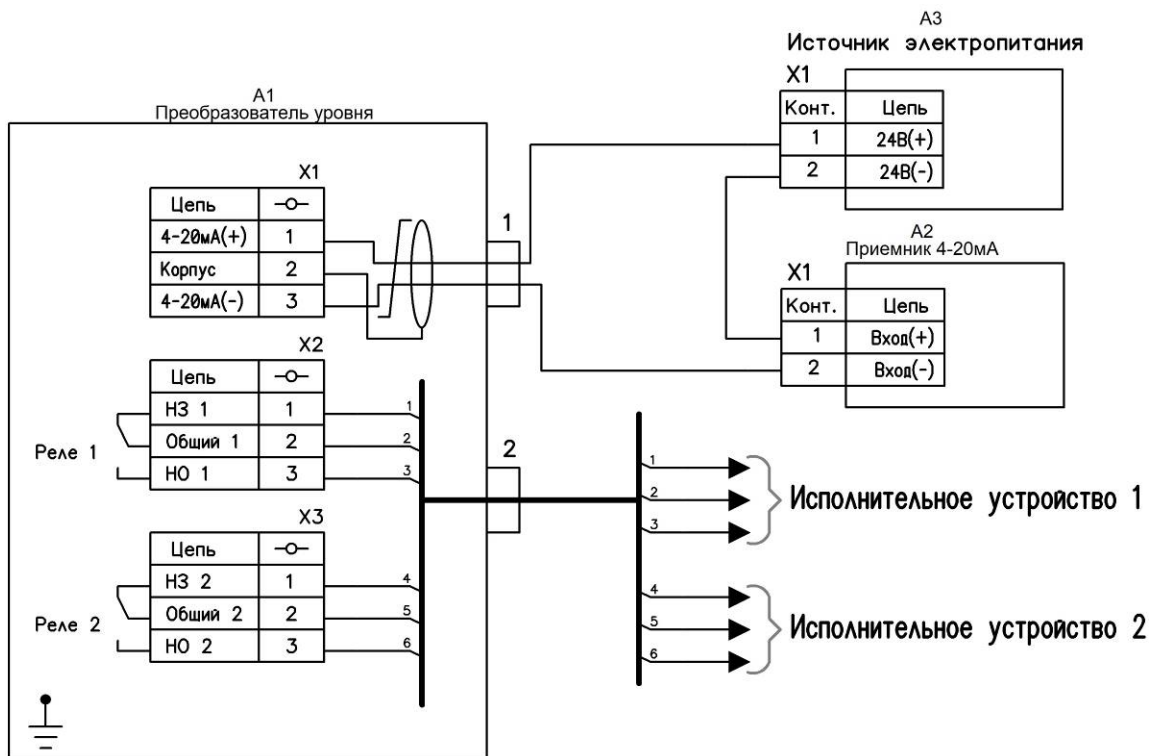 А3
Источник электропитания
X1
Конт. Цепь
1 24В(+)
2 24В(-)
А1
Преобразователь уровня
X1
Цепь
4-20мА(+) 1
Корпус 2
4-20мА(-) 3
1
А2
Приемник 4-20мА
X1
Конт. Цепь
1 Вход(+)
2 Вход(-)
X2
Цепь
НЗ 1 1 1
Общий 1 2 2
НО 1 3 3
Реле 1
2
1
2
3
Исполнительное устройство 1
X3
Цепь
НЗ 2 1 4
Общий 2 2 5
НО 2 3 6
Реле 2
4
5
6
Исполнительное устройство 2